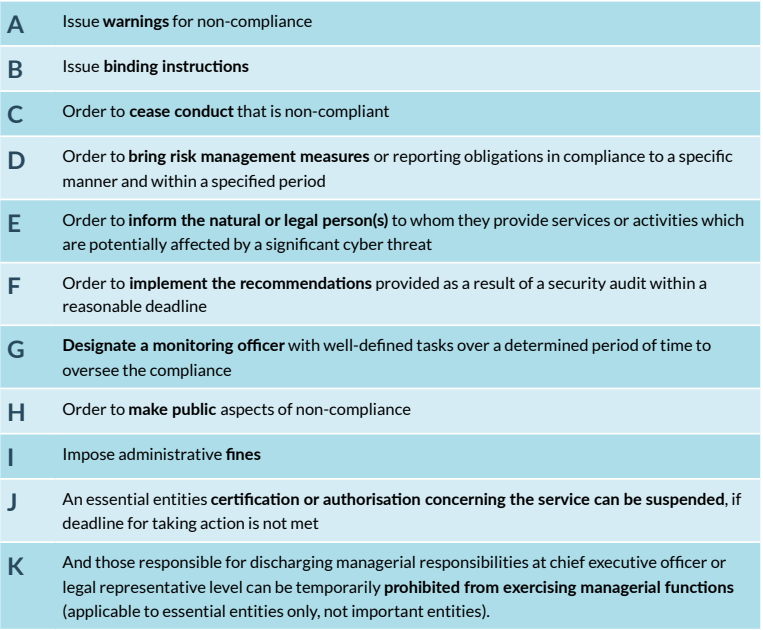 A Issue warnings for non-compliance
B Issue binding instructions
C Order to cease conduct that is non-compliant
D Order to bring risk management measures or reporting obligations in compliance to a specific
manner and within a specified period
E Order to inform the natural or legal person(s) to whom they provide services or activities which
are potentially affected by a significant cyber threat
F Order to implement the recommendations provided as a result of a security audit within a
reasonable deadline
G Designate a monitoring officer with well-defined tasks over a determined period of time to
oversee the compliance
H Order to make public aspects of non-compliance
I Impose administrative fines
J An essential entities certification or authorisation concerning the service can be suspended, if
deadline for taking action is not met
K And those responsible for discharging managerial responsibilities at chief executive officer or
legal representative level can be temporarily prohibited from exercising managerial functions
(applicable to essential entities only, not important entities).